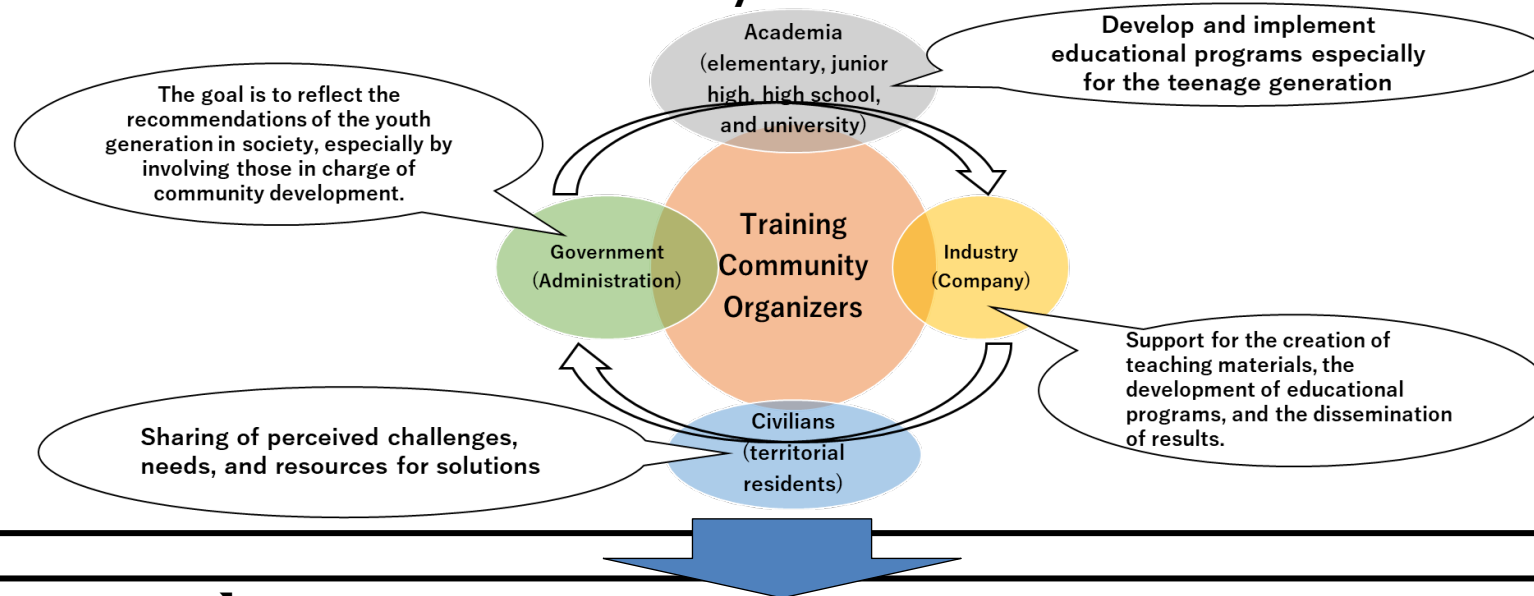 Academia
(elementary, junior
high, high school,
and university)
Develop and implement
educational programs especially
for the teenage generation
The goal is to reflect the
recommendations of the youth
generation in society, especially by
involving those in charge of
community development.
Training
Community
Organizers
Government
(Administration)
Industry
(Company)
Support for the creation of
teaching materials, the
development of educational
programs, and the dissemination
of results.
Sharing of perceived challenges,
needs, and resources for solutions
Civilians
(territorial
residents)